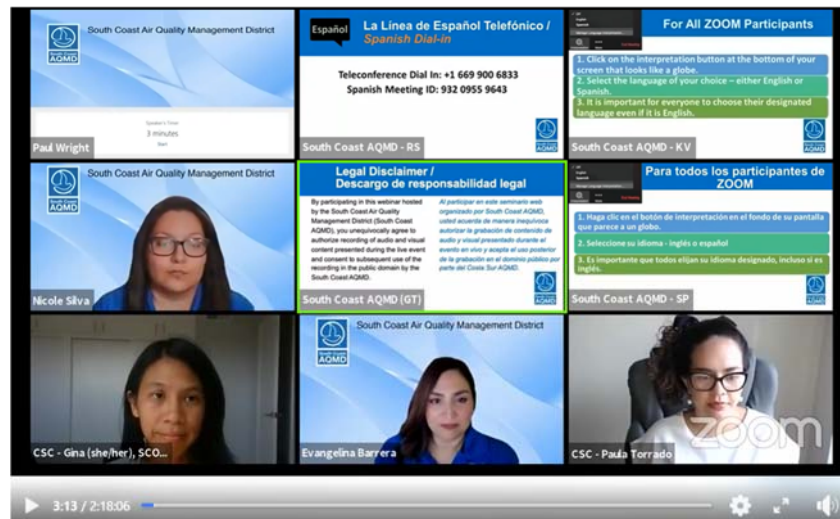 South Coast Air Quality Management District
South Coast
AQMD
Speaker's Timer
3 minutes
Start
Paul Wright
Español
La Línea de Español Telefónico /
Spanish Dial-in
Teleconference Dial In: +1 669 900 6833
Spanish Meeting ID: 932 0955 9643
South Coast AQMD - RS
AQMD
For All ZOOM Participants
1. Click on the interpretation button at the bottom of your
screen that looks like a globe.
2. Select the language of your choice – either English or
Spanish.
3. It is important for everyone to choose their designated
language even if it is English.
South Coast AQMD - KV
AQMD
South Coast Air Quality Management District
South Coast
AQMD
Nicole Silva
Legal Disclaimer /
Descargo de responsabilidad legal
By participating in this webinar hosted
by the South Coast Air Quality
Management District (South Coast
AQMD), you unequivocally agree to
authorize recording of audio and visual
content presented during the live event
and consent to subsequent use of the
recording in the public domain by the
South Coast AQMD.
Al participar en este seminario web
organizado por South Coast AQMD,
usted acuerda de manera inequívoca
autorizar la grabación de contenido de
audio y visual presentado durante el
evento en vivo y acepta el uso posterior
de la grabación en el dominio público por
parte del Costa Sur AQMD.
South Coast AQMD (GT)
AQMD
Para todos los participantes de
ZOOM
1. Haga clic en el botón de interpretación en el fondo de su pantalla
que parece a un globo.
2. Seleccione su idioma - inglés o español
3. Es importante que todos elijan su idioma designado, incluso si es
inglés.
South Coast AQMD - SP
AQMD
CSC - Gina (she/her), SCO...
South Coast Air Quality Management District
South Coast
AQMD
Evangelina Barrera
zoom
CSC - Paula Torrado
3:13 / 2:18:06